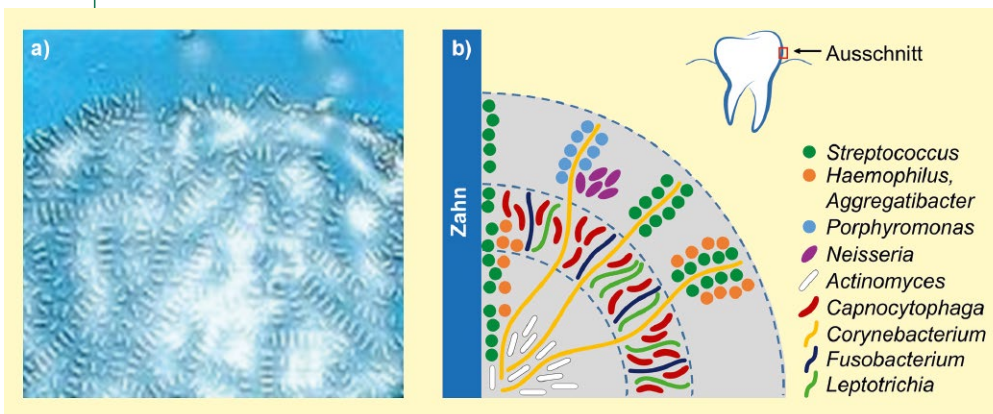 a)
b)
Zahn
Ausschnitt
Streptococcus
Haemophilus,
Aggregatibacter
Porphyromonas
Neisseria
Actinomyces
Capnocytophaga
Corynebacterium
Fusobacterium
Leptotrichia